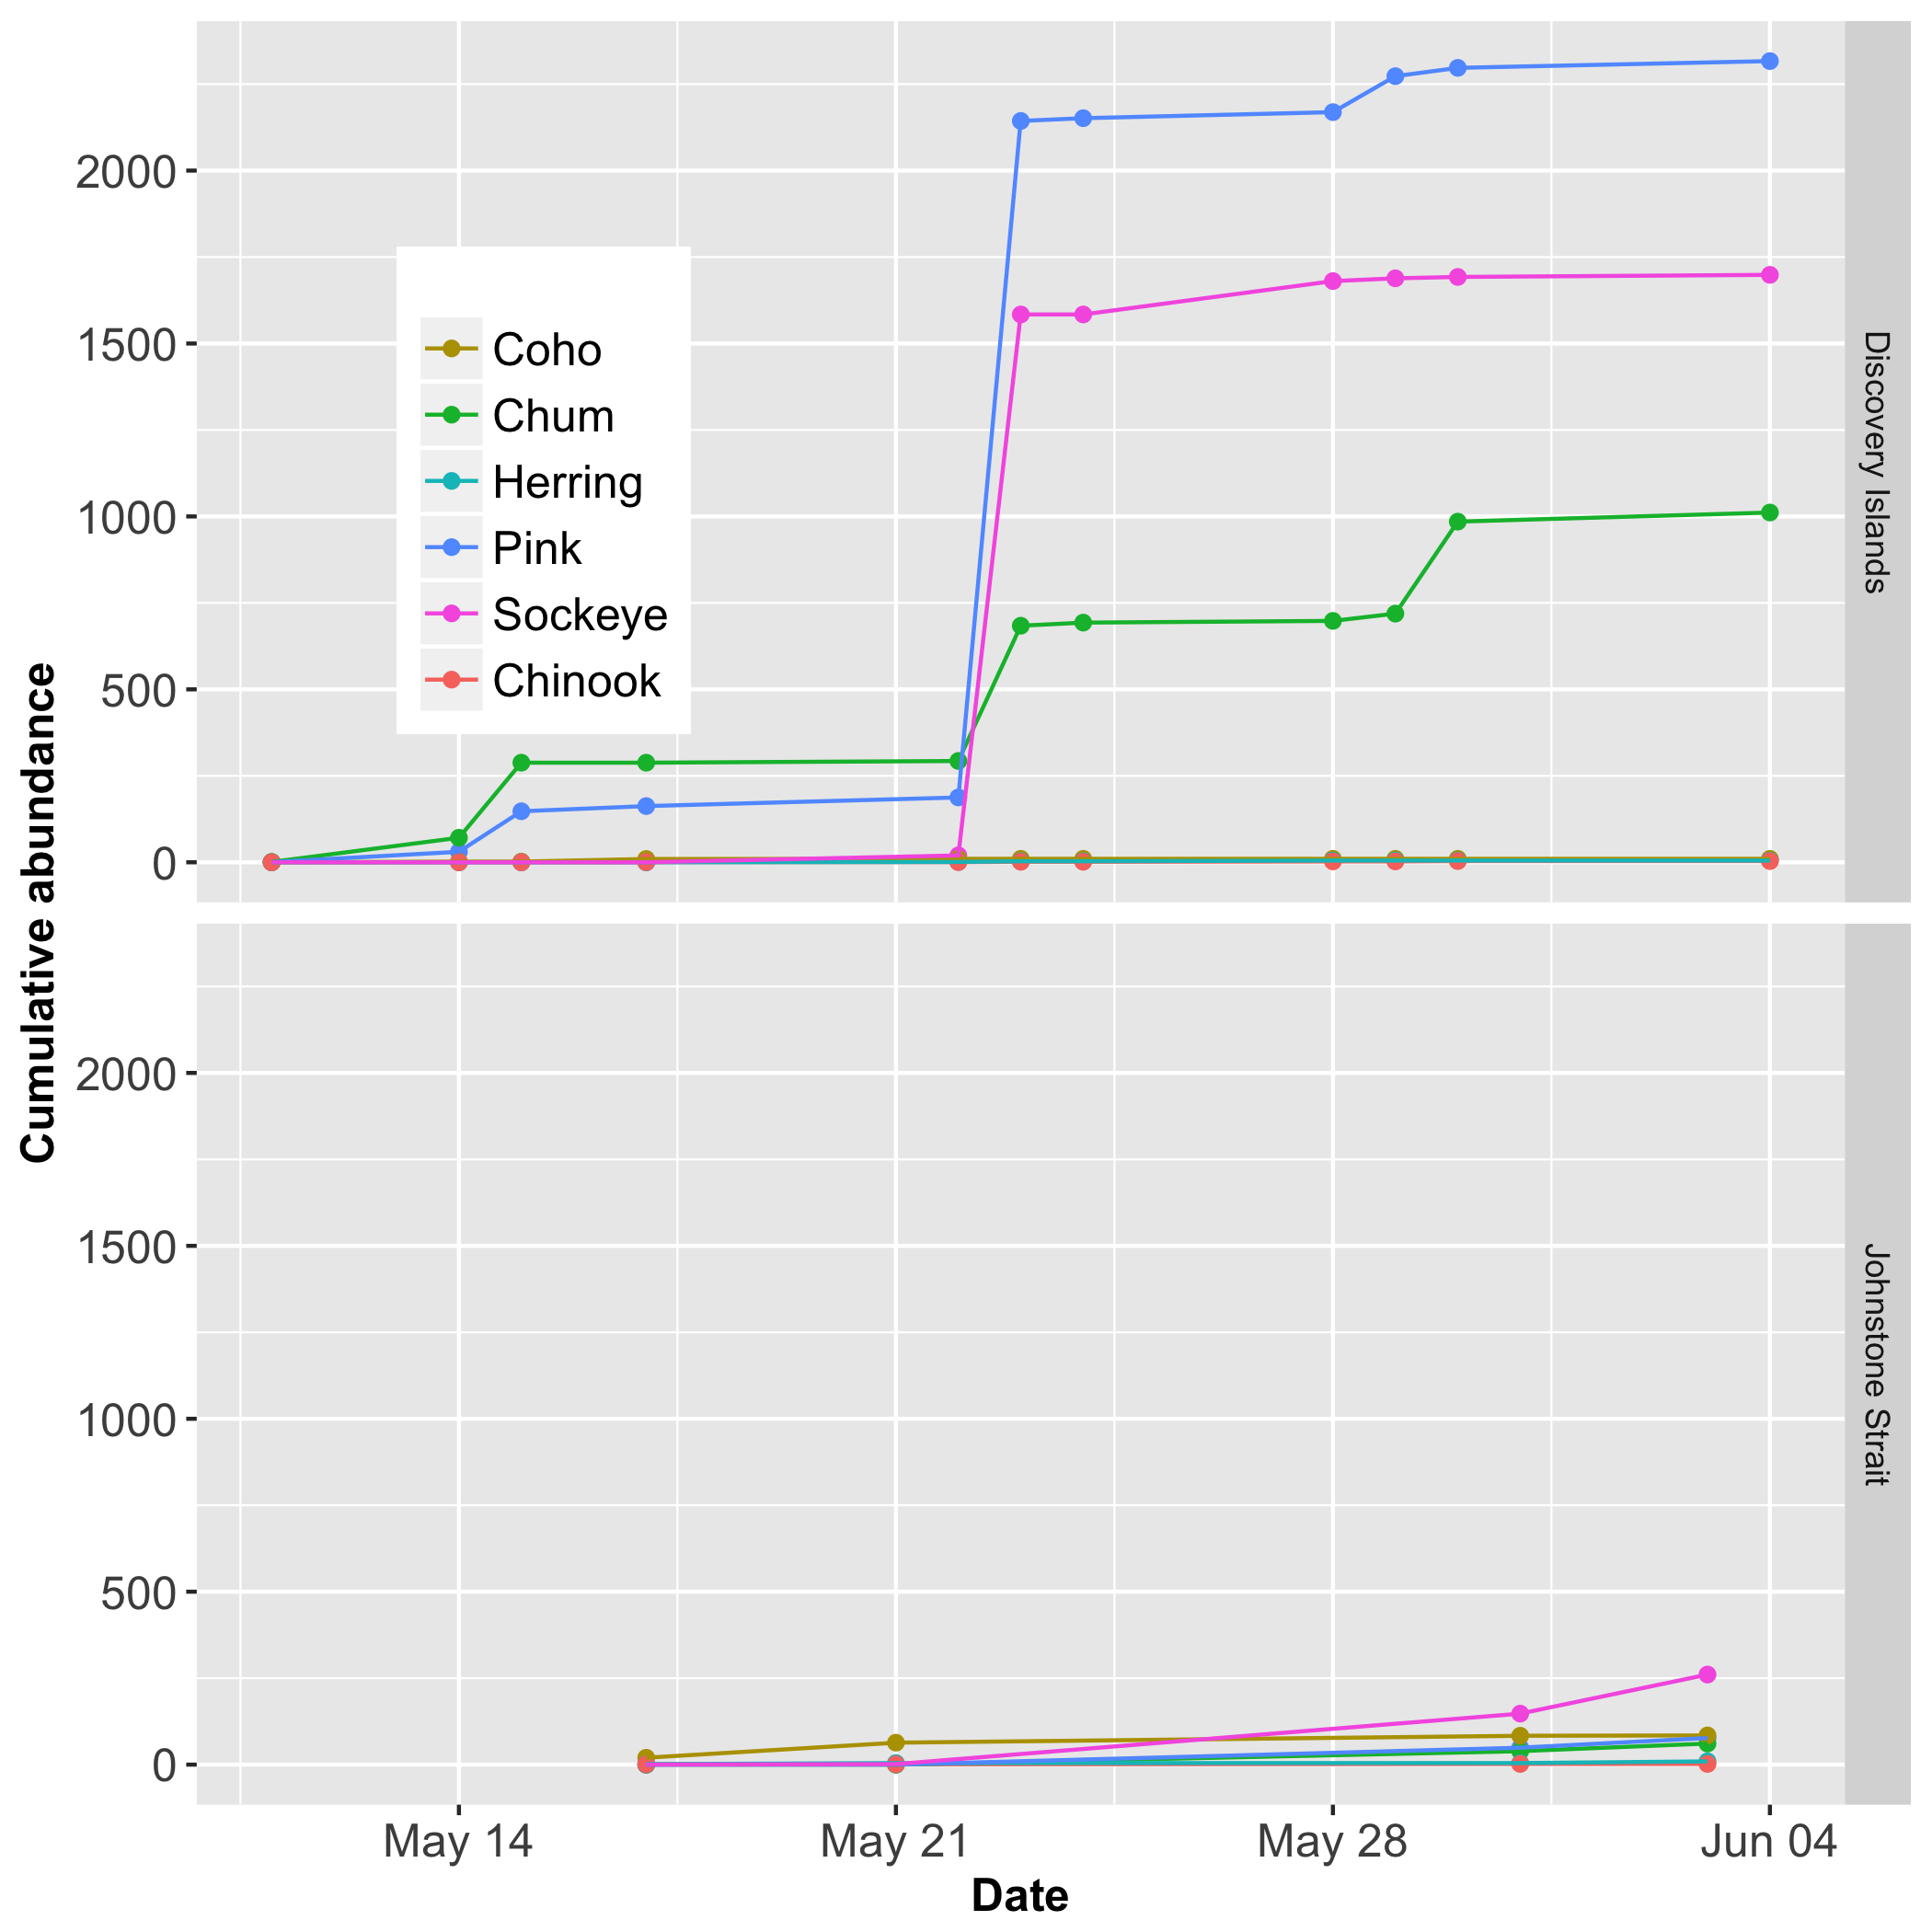 2000
1500
1000
500
0
Coho
Chum
Herring
Pink
Sockeye
Chinook
Discovery Islands
Cumulative abundance
2000
1500
1000
500
0
Johnstone Strait
May 14
May 21
May 28
Jun 04
Date